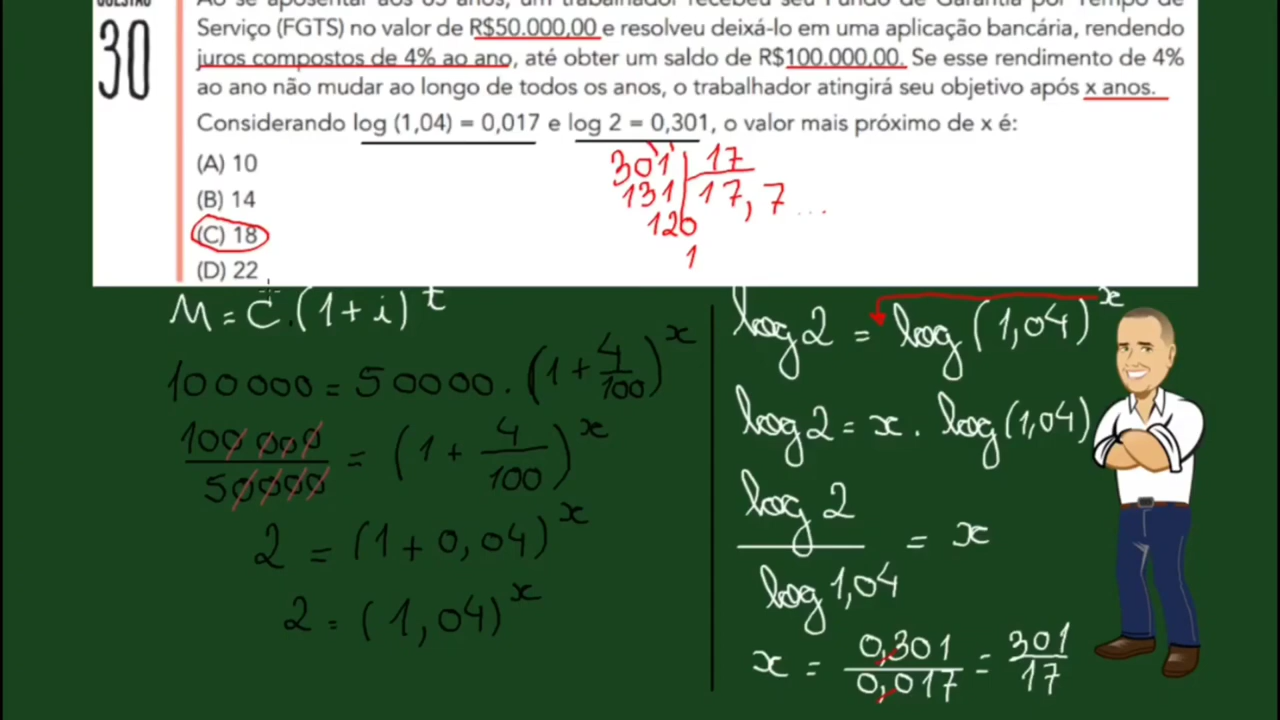 QUESTÃO
30
Ao se aposentar aos 65 anos, um trabalhador recebeu seu Fundo de Garantia por Tempo de
Serviço (FGTS) no valor de R$50.000,00 e resolveu deixá-lo em uma aplicação bancária, rendendo
juros compostos de 4% ao ano, até obter um saldo de R$100.000,00. Se esse rendimento de 4%
ao ano não mudar ao longo de todos os anos, o trabalhador atingirá seu objetivo após x anos.
Considerando log (1,04) = 0,017 e log 2 = 0,301, o valor mais próximo de x é:
(A) 10
(B) 14
(C) 18
(D) 22
301 | 17
131 17,7...
120
1
M = C.(1+i)^t
100000 = 50000.(1+4/100)^x
100000/50000 = (1+4/100)^x
2 = (1+0,04)^x
2 = (1,04)^x
log 2 = log(1,04)^x
log 2 = x . log(1,04)
log 2/log 1,04 = x
x = 0,301/0,017 = 301/17